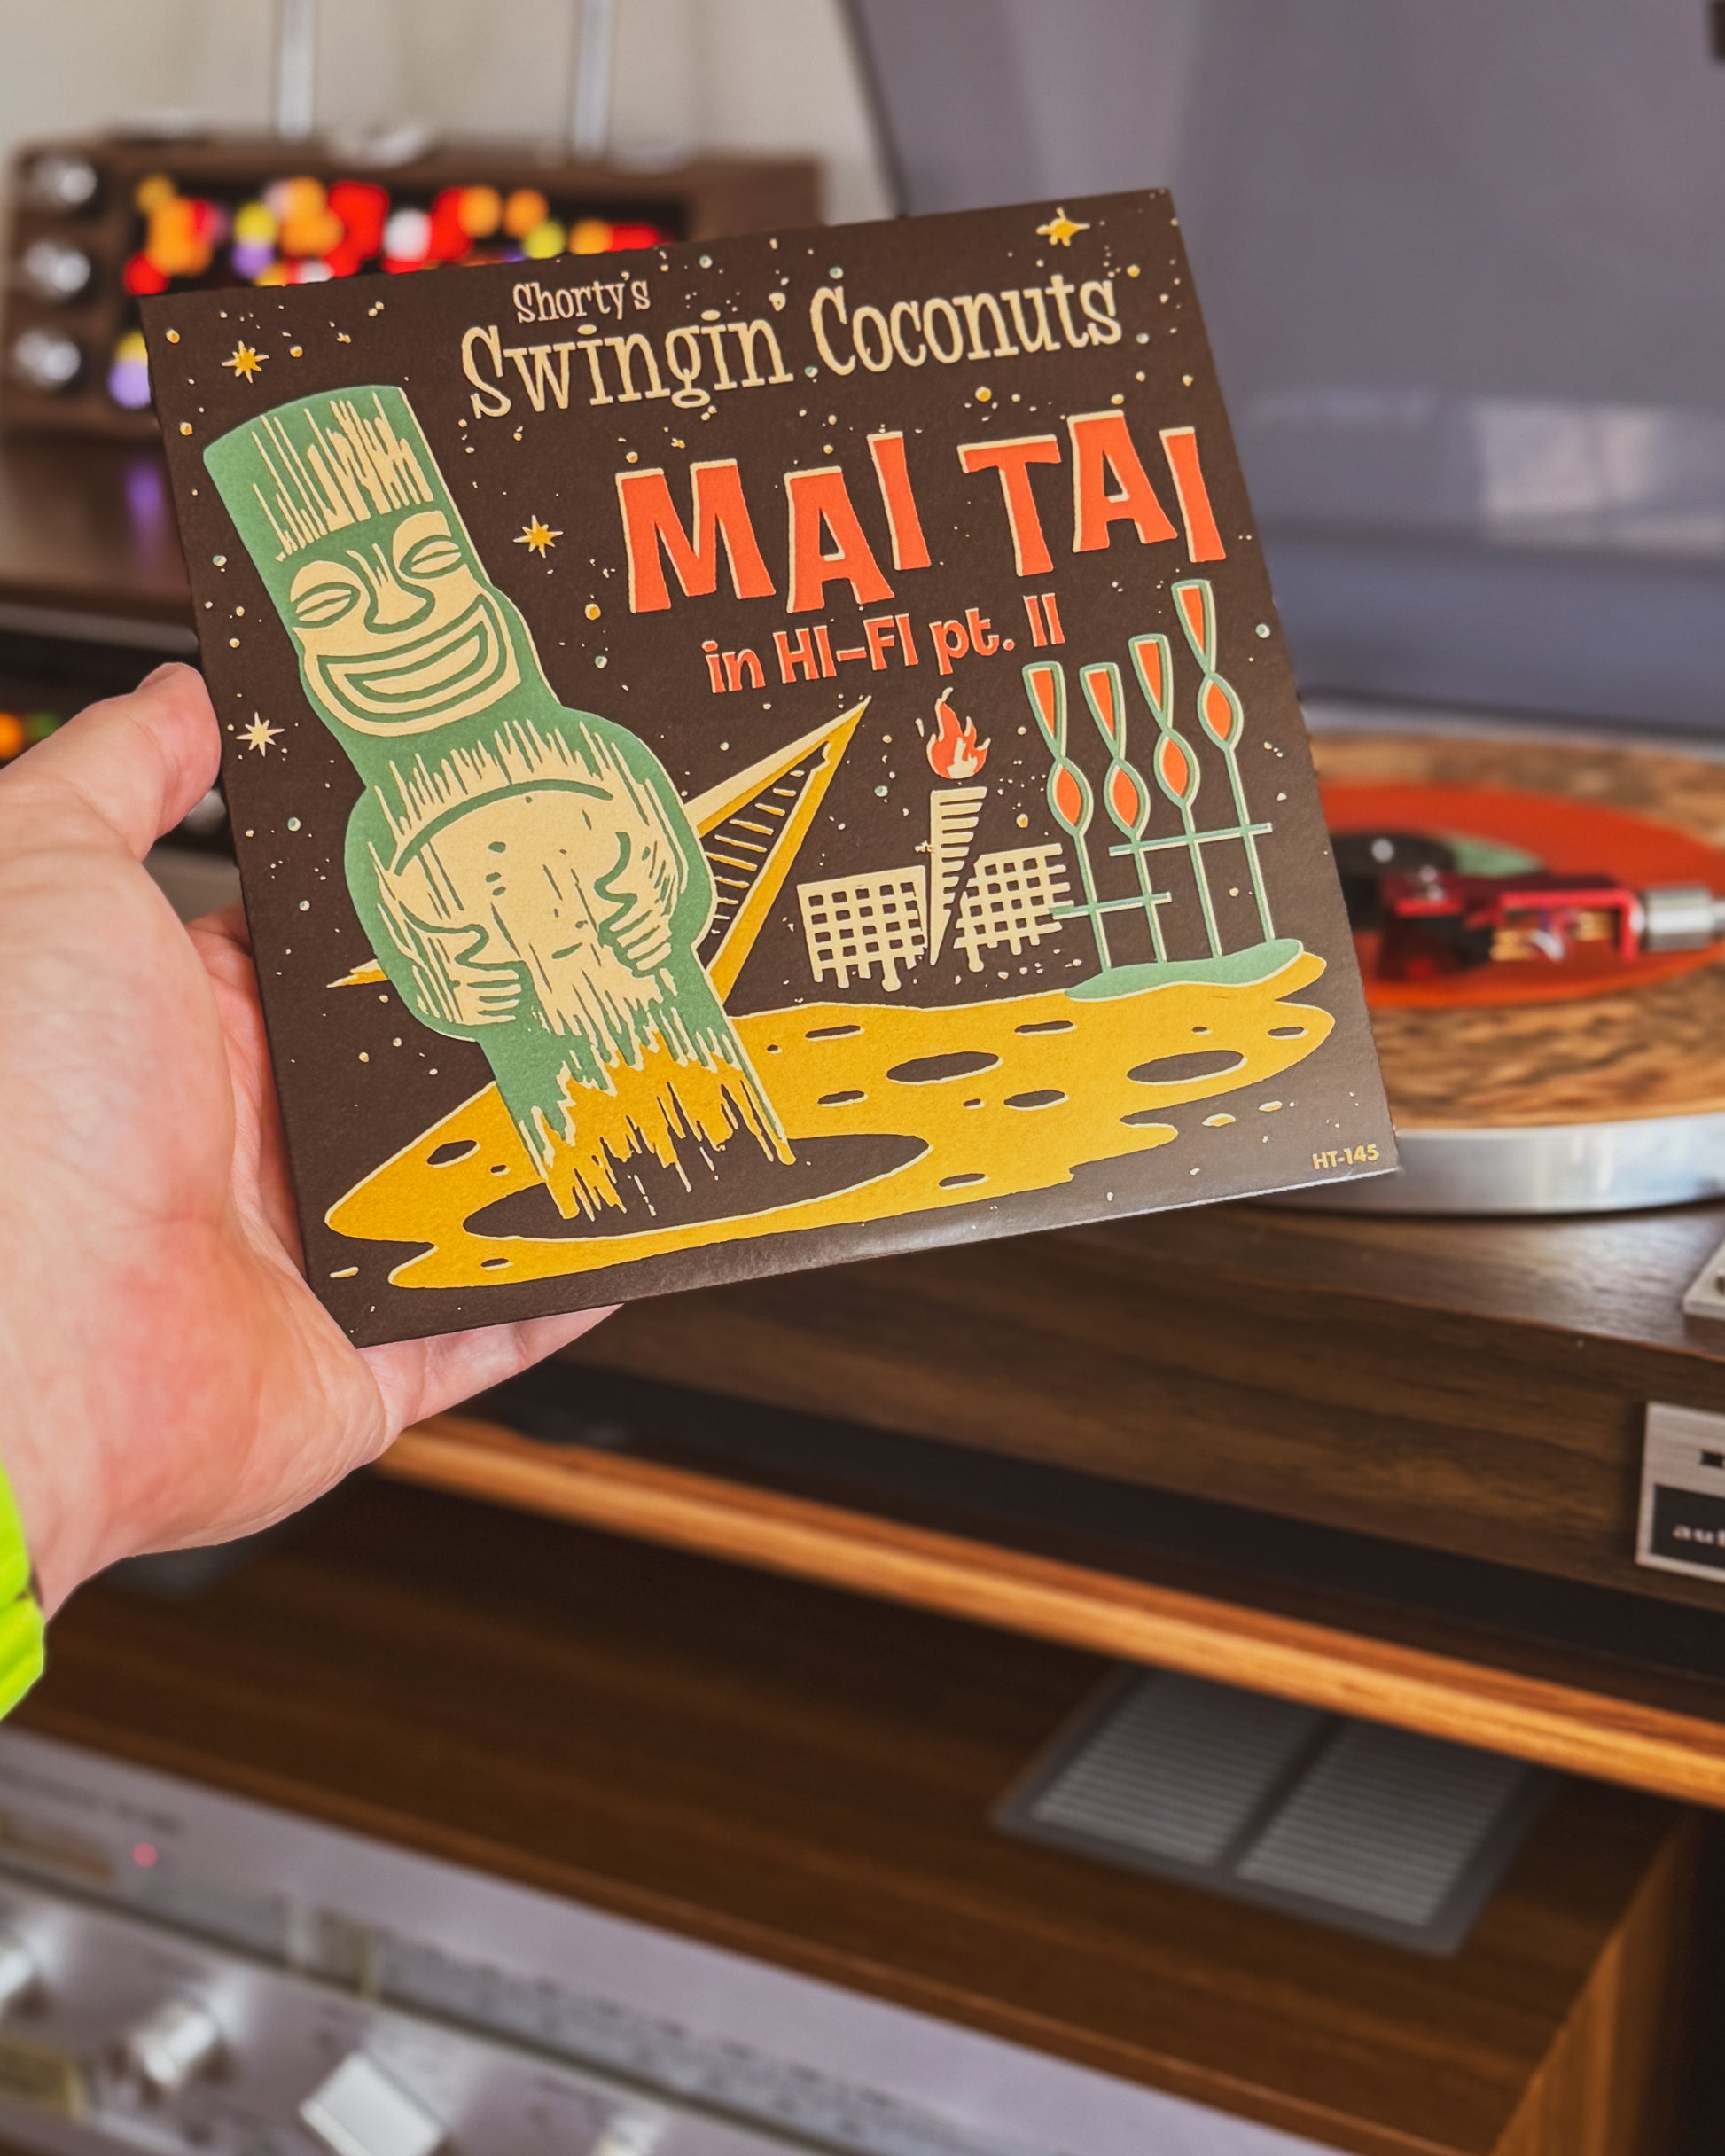 Shorty's
Swingin' Coconuts
MAI TAI
in HI-FI pt. II
HT-145